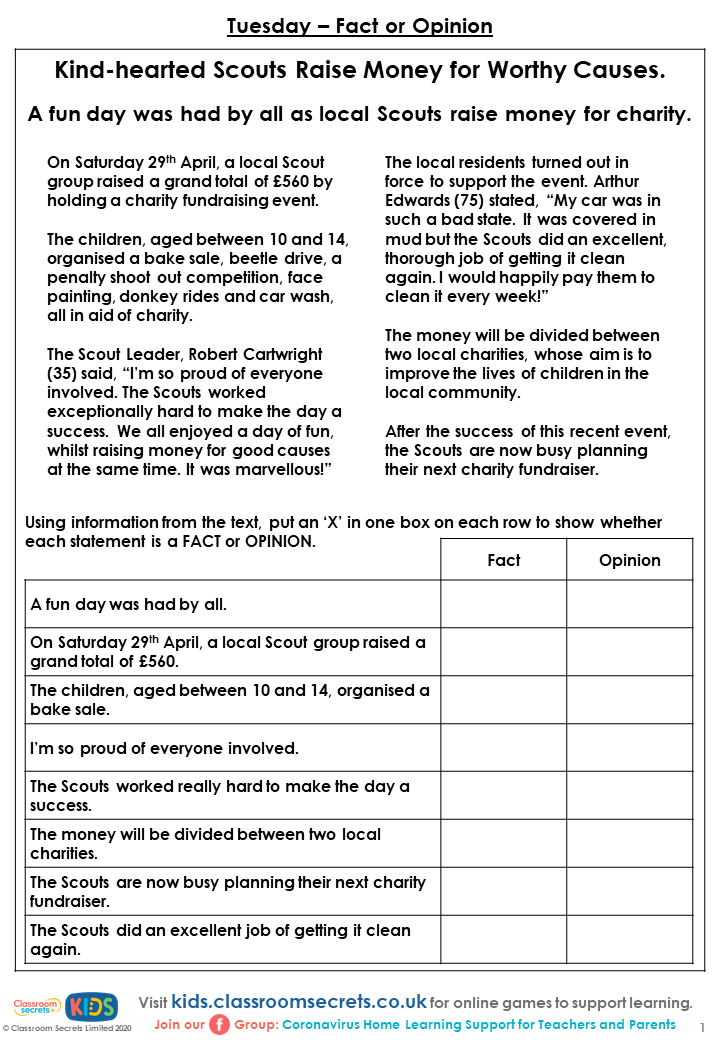 Tuesday – Fact or Opinion
Kind-hearted Scouts Raise Money for Worthy Causes.
A fun day was had by all as local Scouts raise money for charity.
On Saturday 29th April, a local Scout
group raised a grand total of £560 by
holding a charity fundraising event.
The children, aged between 10 and 14,
organised a bake sale, beetle drive, a
penalty shoot out competition, face
painting, donkey rides and car wash,
all in aid of charity.
The Scout Leader, Robert Cartwright
(35) said, “I’m so proud of everyone
involved. The Scouts worked
exceptionally hard to make the day a
success. We all enjoyed a day of fun,
whilst raising money for good causes
at the same time. It was marvellous!”
The local residents turned out in
force to support the event. Arthur
Edwards (75) stated, “My car was in
such a bad state. It was covered in
mud but the Scouts did an excellent,
thorough job of getting it clean
again. I would happily pay them to
clean it every week!”
The money will be divided between
two local charities, whose aim is to
improve the lives of children in the
local community.
After the success of this recent event,
the Scouts are now busy planning
their next charity fundraiser.
Using information from the text, put an ‘X’ in one box on each row to show whether
each statement is a FACT or OPINION.
Fact
Opinion
A fun day was had by all.
On Saturday 29th April, a local Scout group raised a
grand total of £560.
The children, aged between 10 and 14, organised a
bake sale.
I’m so proud of everyone involved.
The Scouts worked really hard to make the day a
success.
The money will be divided between two local
charities.
The Scouts are now busy planning their next charity
fundraiser.
The Scouts did an excellent job of getting it clean
again.
Classroom Secrets KIDS
© Classroom Secrets Limited 2020
Visit kids.classroomsecrets.co.uk for online games to support learning.
Join our f Group: Coronavirus Home Learning Support for Teachers and Parents
1